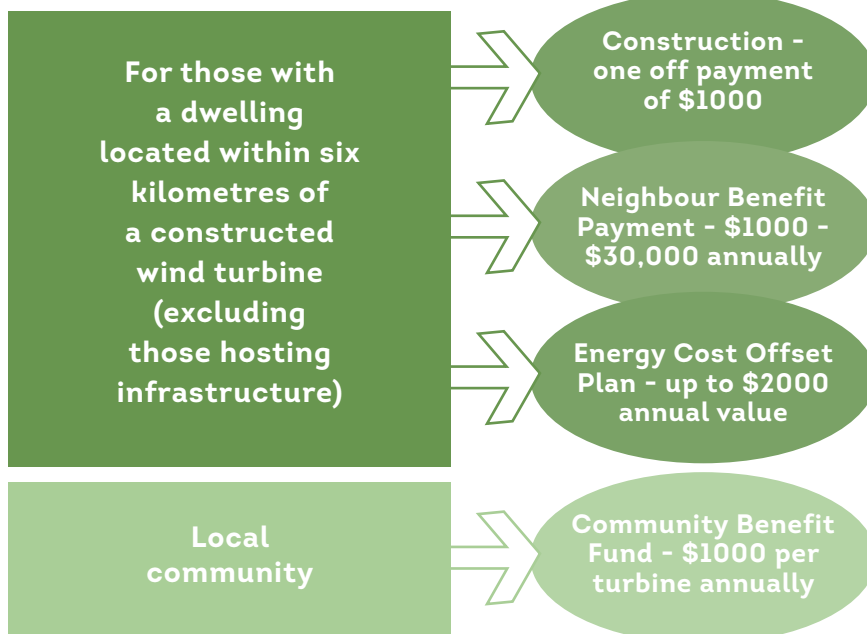 For those with
a dwelling
located within six
kilometres of
a constructed
wind turbine
(excluding
those hosting
infrastructure)
Construction -
one off payment
of $1000
Neighbour Benefit
Payment - $1000 -
$30,000 annually
Energy Cost Offset
Plan - up to $2000
annual value
Local
community
Community Benefit
Fund - $1000 per
turbine annually